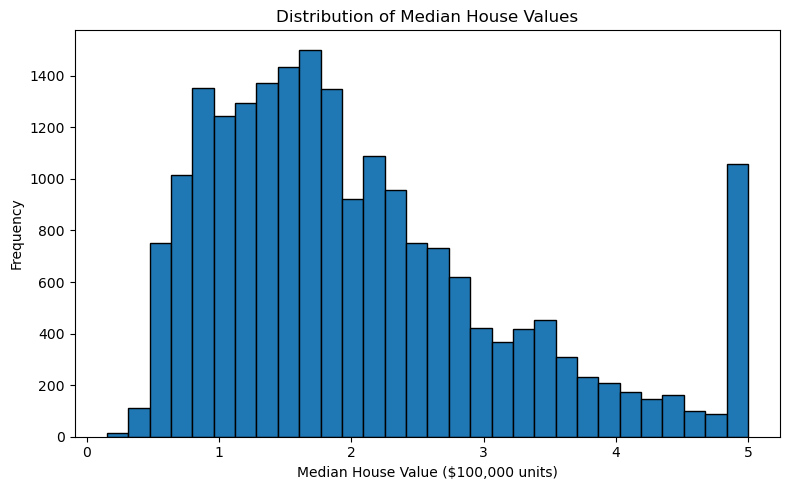 Distribution of Median House Values
Frequency
1400
1200
1000
800
600
400
200
0
0 1 2 3 4 5
Median House Value ($100,000 units)